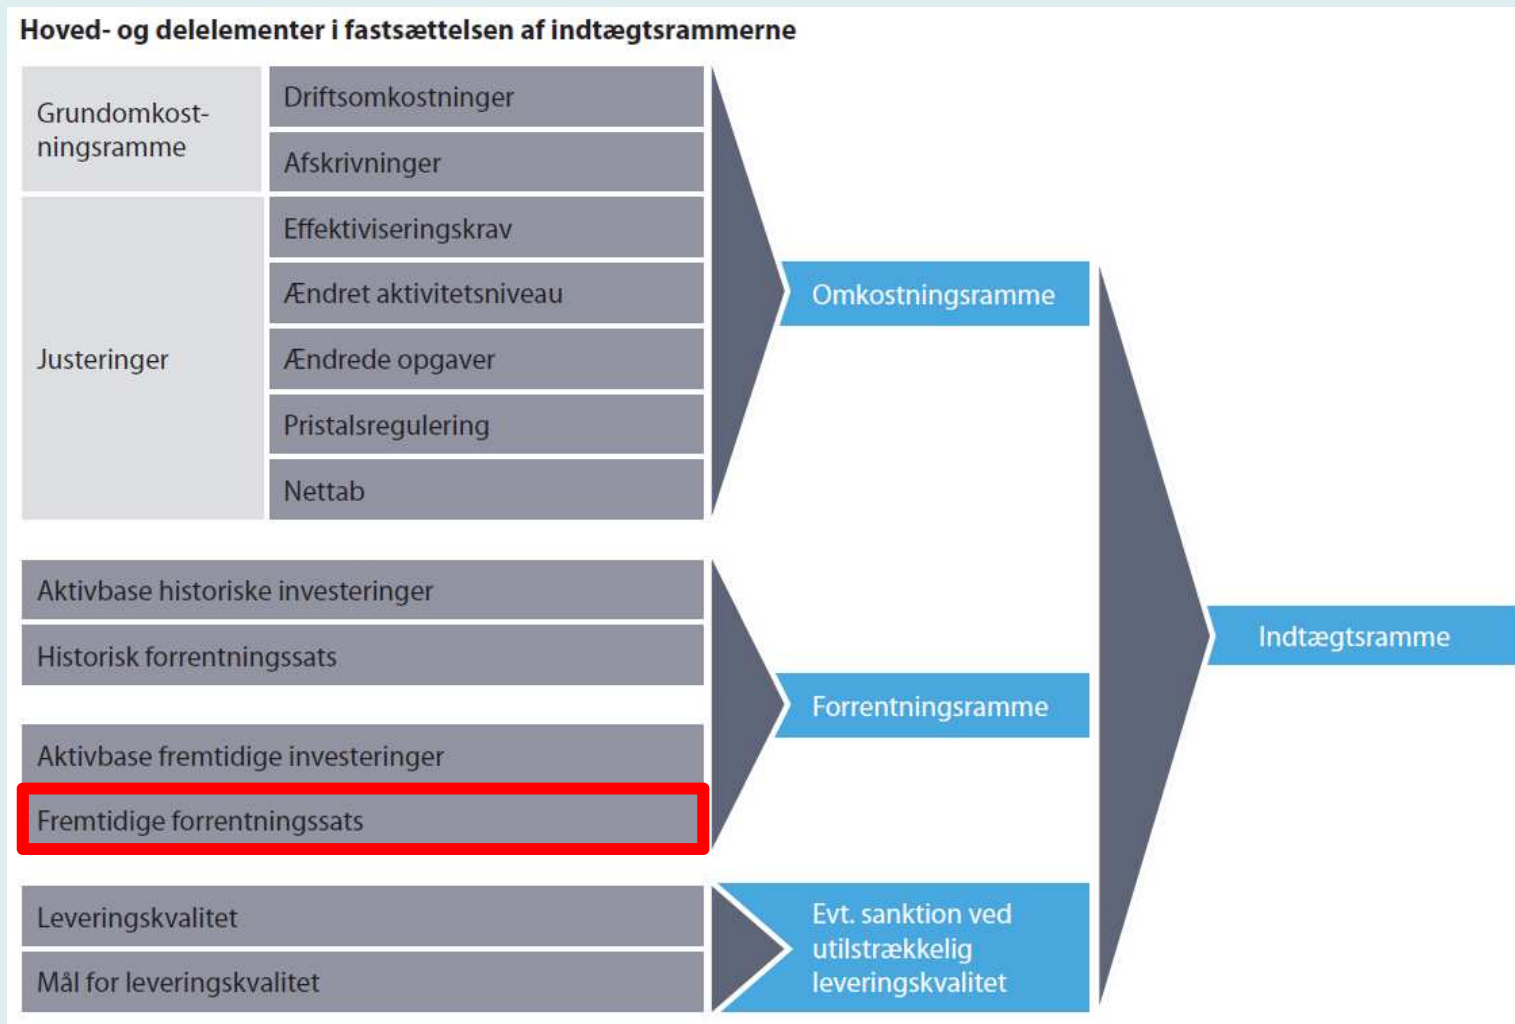 Hoved- og delelementer i fastsættelsen af indtægtsrammerne
Grundomkost-
ningsramme
Driftsomkostninger
Afskrivninger
Justeringer
Effektiviseringskrav
Ændret aktivitetsniveau
Ændrede opgaver
Pristalsregulering
Nettab
Omkostningsramme
Aktivbase historiske investeringer
Historisk forrentningssats
Aktivbase fremtidige investeringer
Fremtidige forrentningssats
Forrentningsramme
Leveringskvalitet
Mål for leveringskvalitet
Evt. sanktion ved
utilstrækkelig
leveringskvalitet
Indtægtsramme